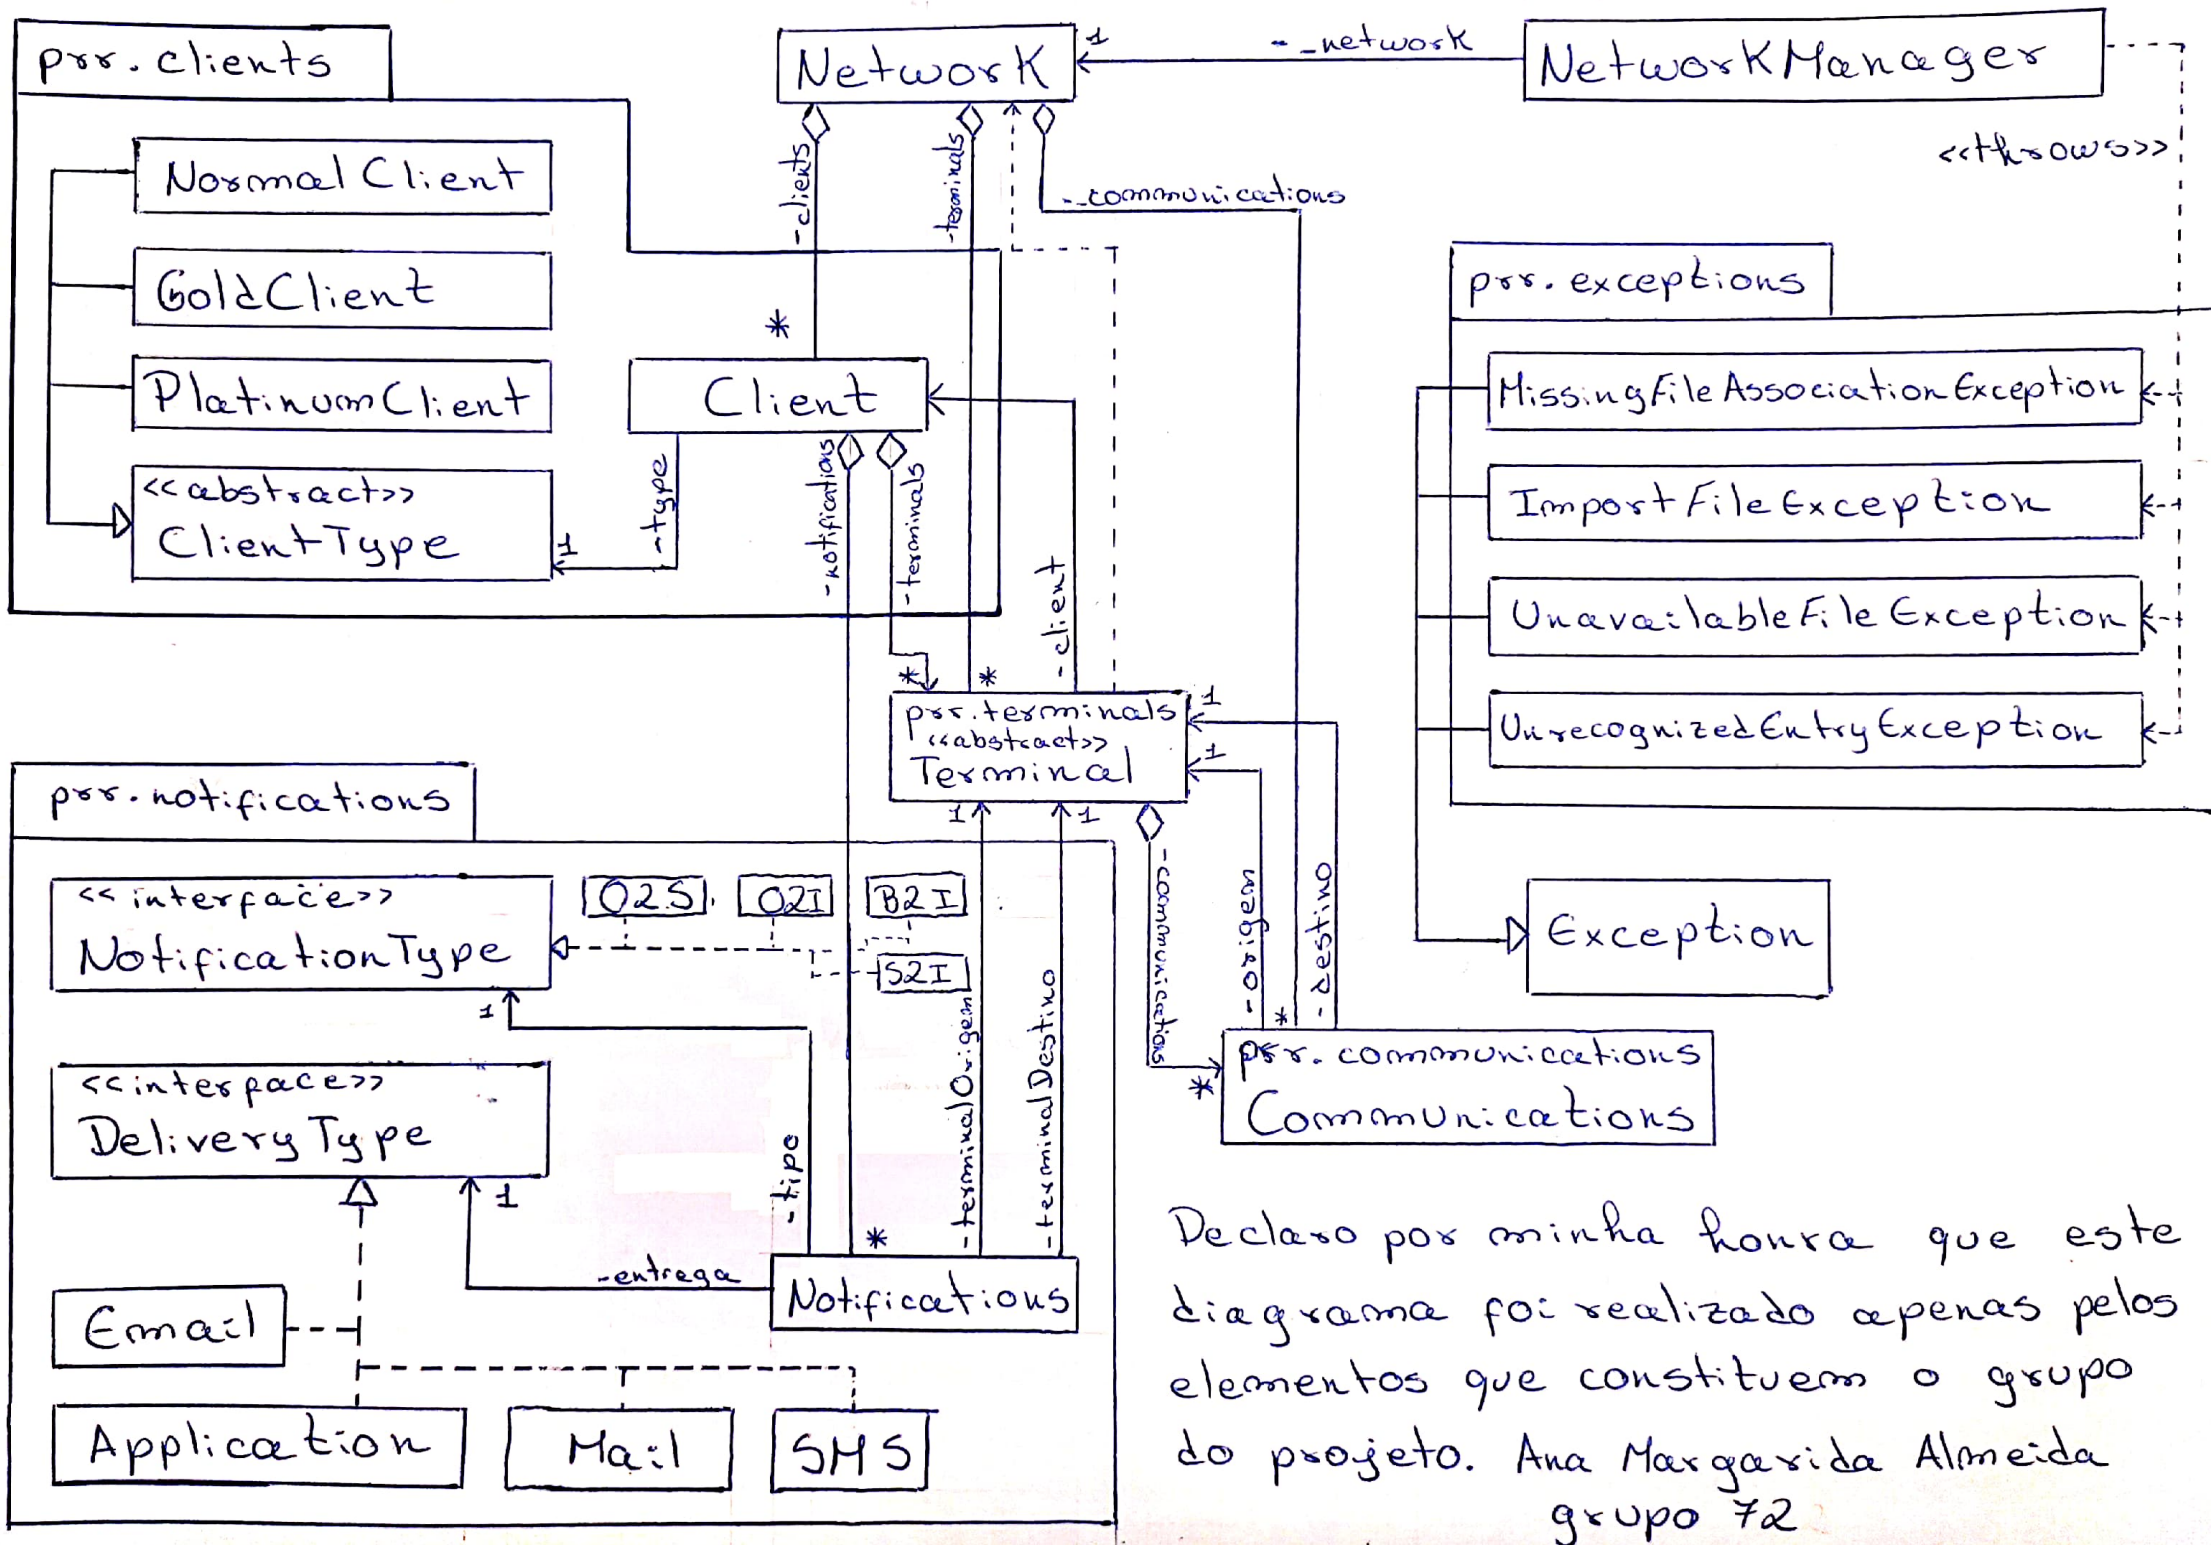 prr.clients
NormalClient
GoldClient
PlatinumClient
<<abstract>>
ClientType
1
-type
Client
*
-clients
Network
1
-_network
NetworkManager
<<throws>>
-terminals
-_communications
-notifications
-terminals
*
*
-client
prr.exceptions
MissingFileAssociationException
ImportFileException
UnavailableFileException
UnrecognizedEntryException
Exception
prr.terminals
<<abstract>>
Terminal
1
1
1
1
-communications
-origem
-destino
*
*
prr.communications
Communications
prr.notifications
<<interface>>
NotificationType
O2S
O2I
B2I
S2I
1
<<interface>>
DeliveryType
1
-tipo
-entrega
*
-terminalOrigem
-terminalDestino
Notifications
Email
Application
Mail
SMS
Declaro por minha honra que este
diagrama foi realizado apenas pelos
elementos que constituem o grupo
do projeto. Ana Margarida Almeida
grupo 72